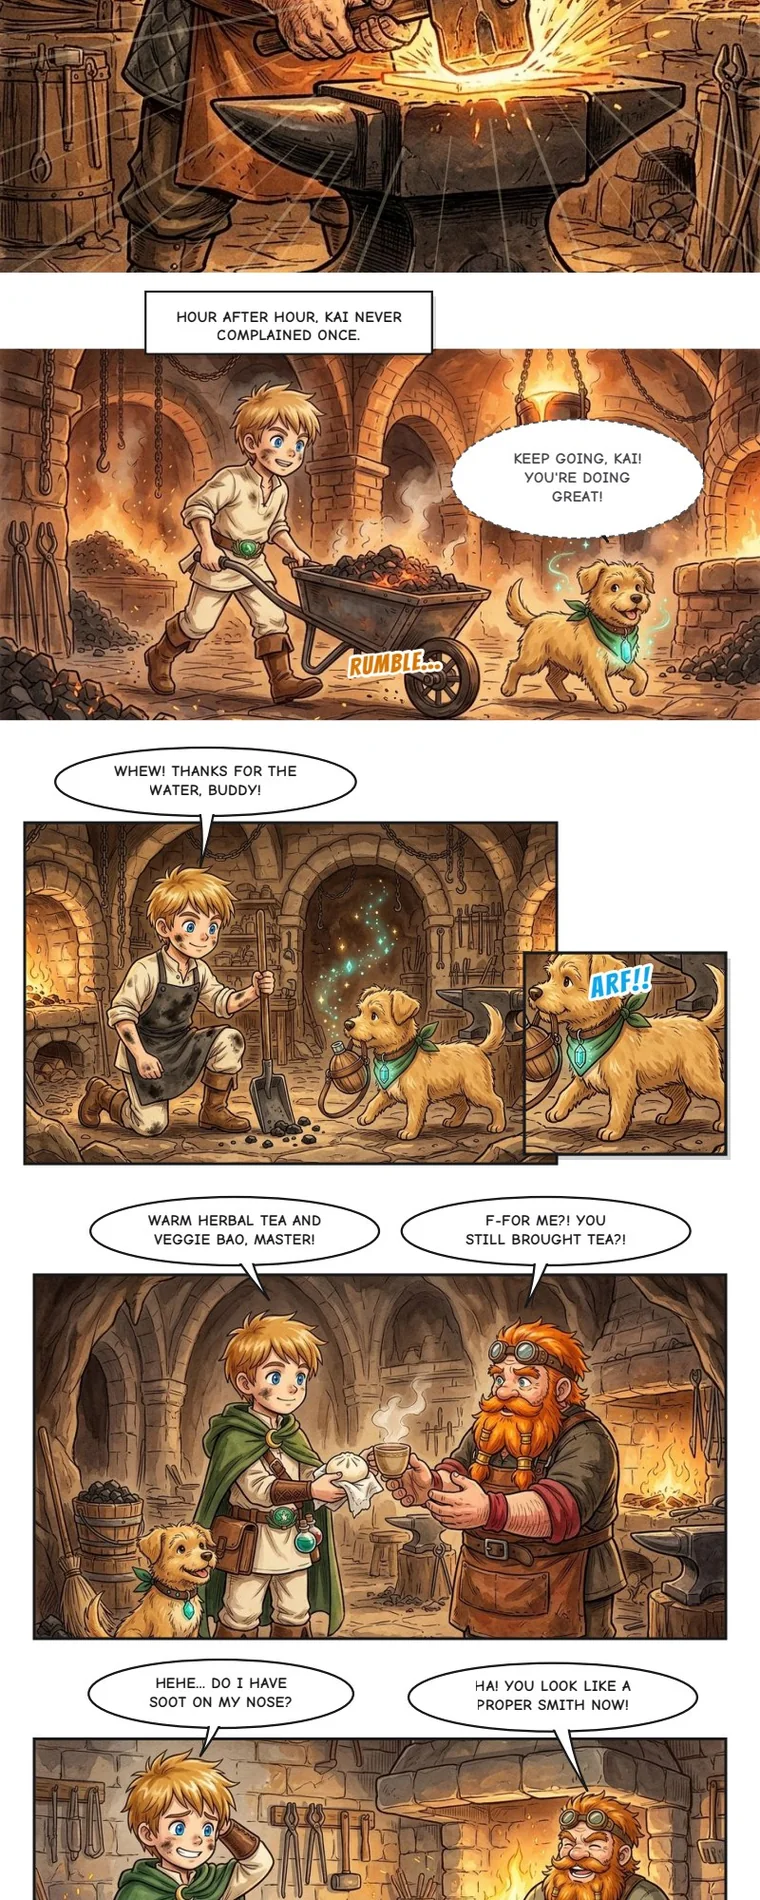 HOUR AFTER HOUR, KAI NEVER
COMPLAINED ONCE.
KEEP GOING, KAI!
YOU'RE DOING
GREAT!
RUMBLE...
WHEW! THANKS FOR THE
WATER, BUDDY!
ARF!!
WARM HERBAL TEA AND
VEGGIE BAO, MASTER!
F-FOR ME?! YOU
STILL BROUGHT TEA?!
HEHE... DO I HAVE
SOOT ON MY NOSE?
HA! YOU LOOK LIKE A
PROPER SMITH NOW!